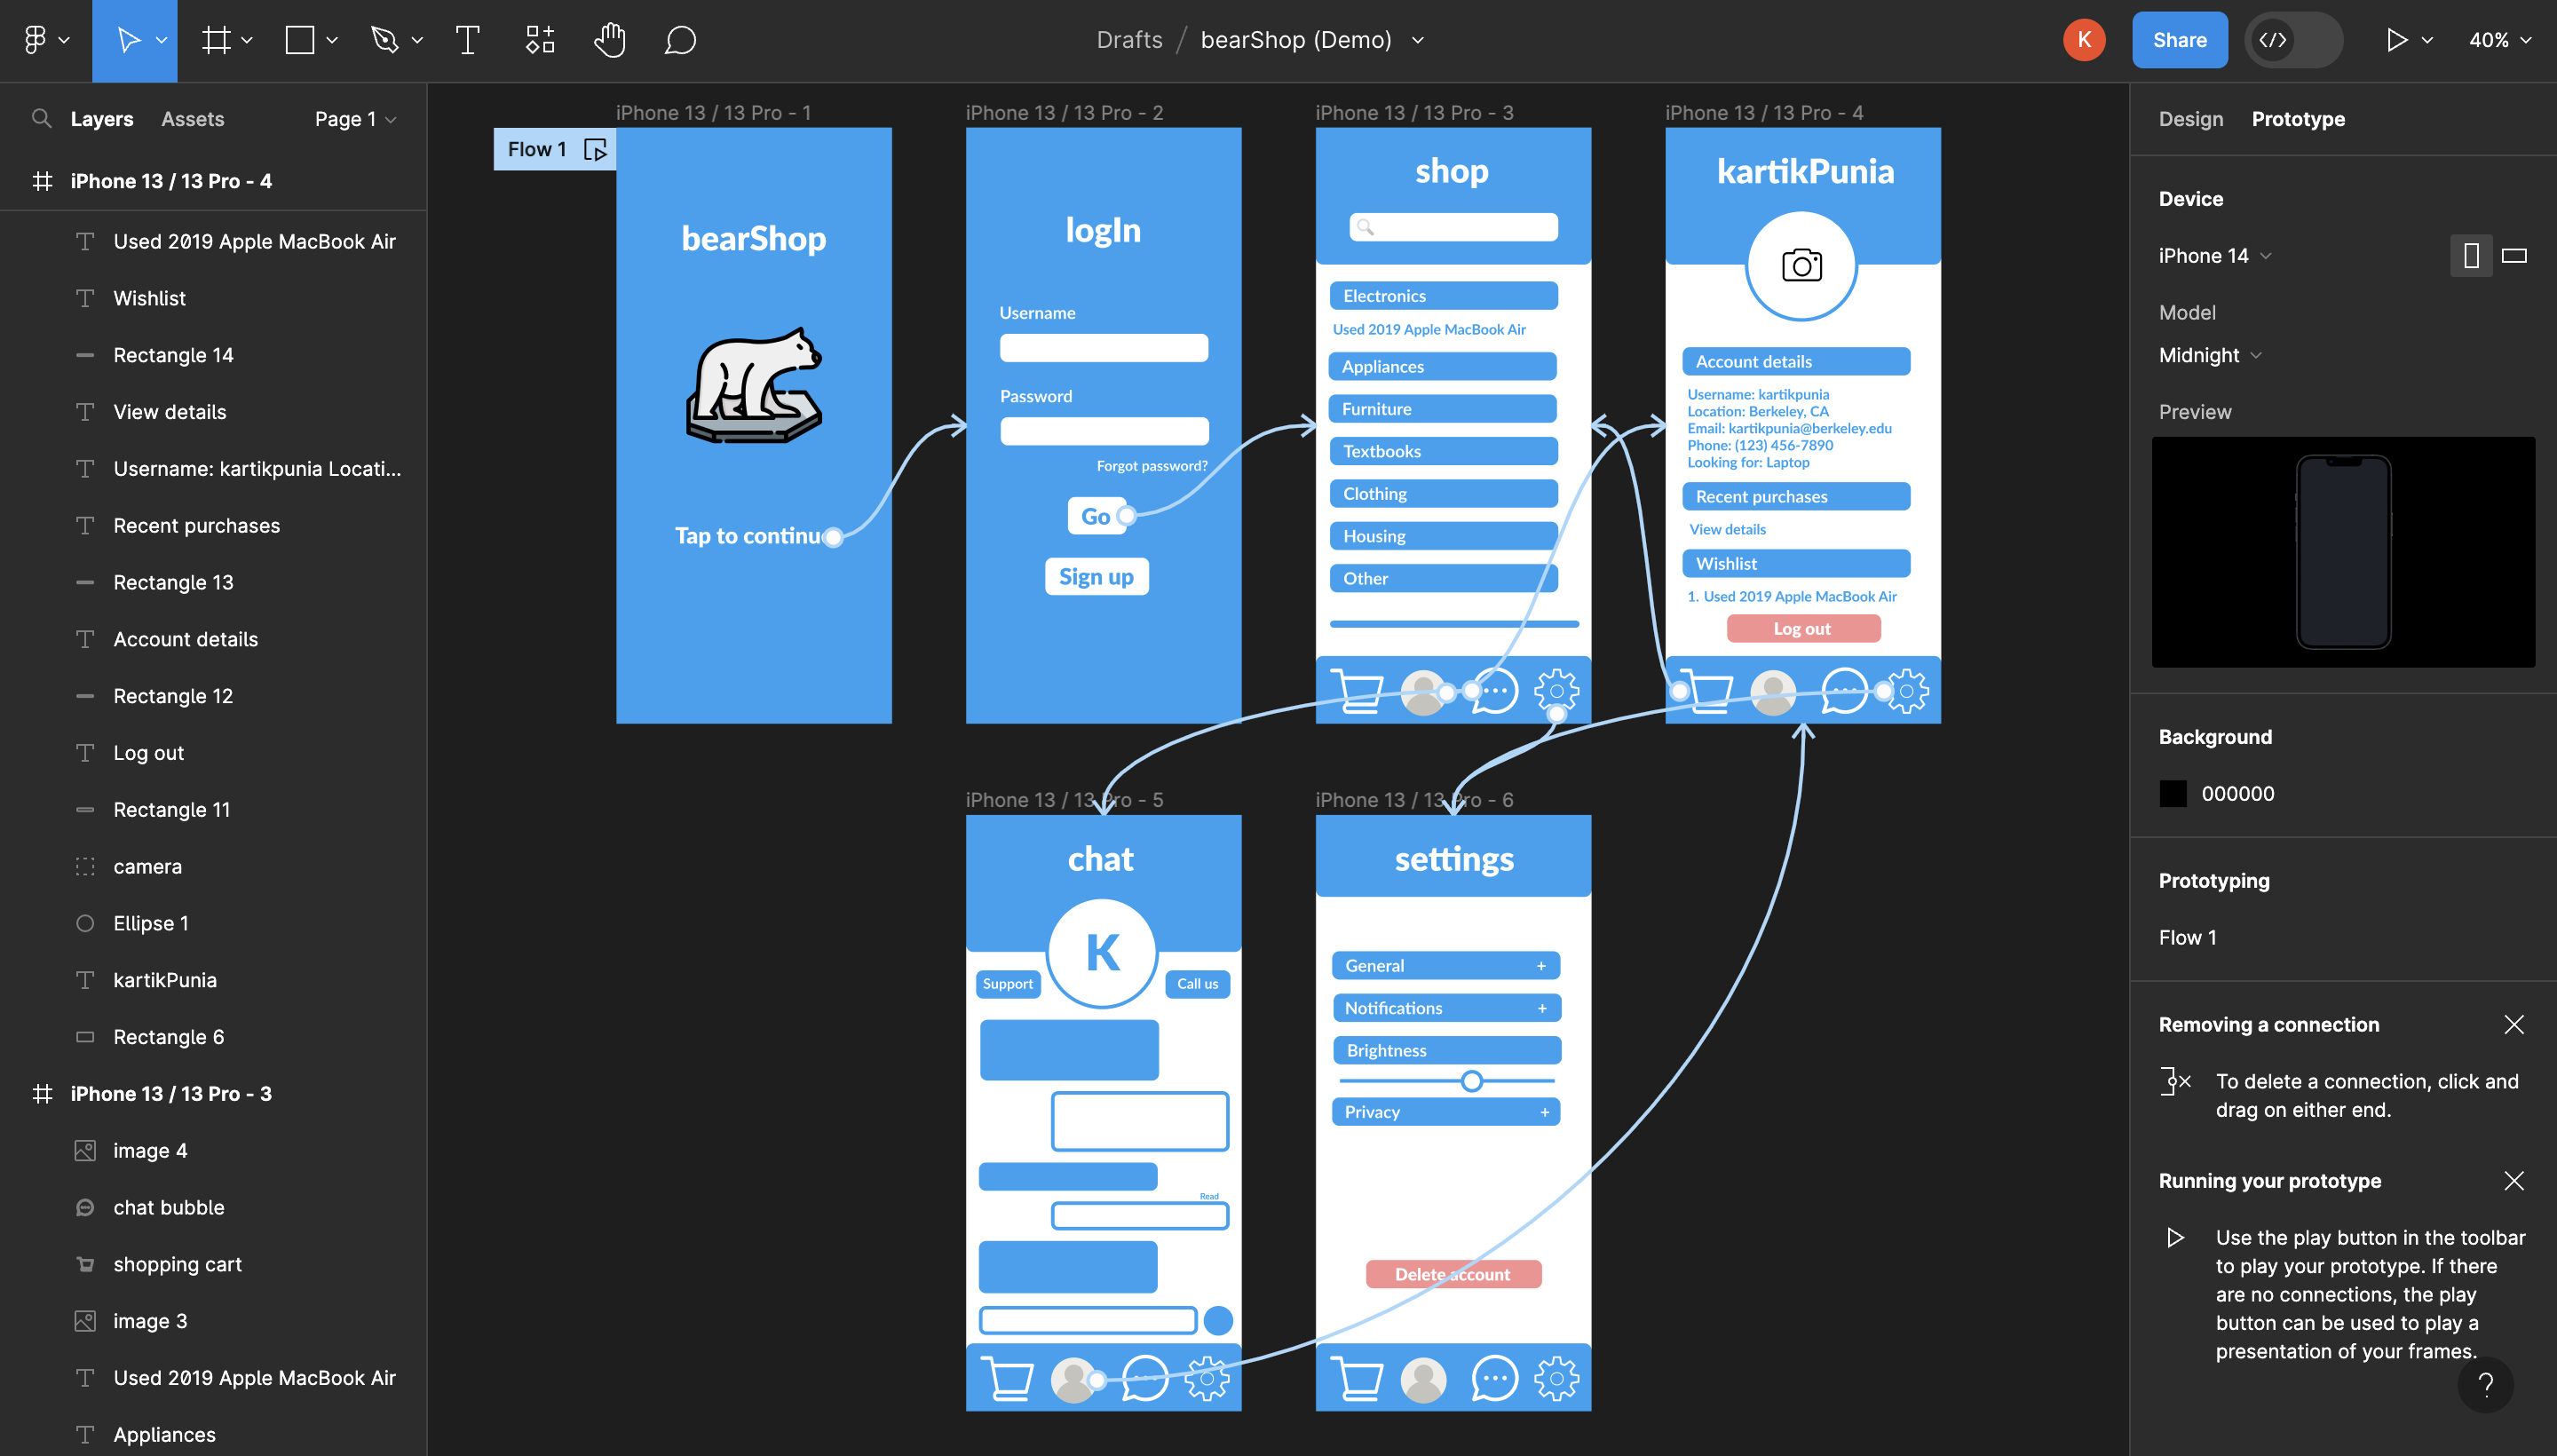 Drafts / bearShop (Demo)
K
Share
40%
Layers
Assets
Page 1
iPhone 13 / 13 Pro - 4
Used 2019 Apple MacBook Air
Wishlist
Rectangle 14
View details
Username: kartikpunia Locati...
Recent purchases
Rectangle 13
Account details
Rectangle 12
Log out
Rectangle 11
camera
Ellipse 1
kartikPunia
Rectangle 6
iPhone 13 / 13 Pro - 3
image 4
chat bubble
shopping cart
image 3
Used 2019 Apple MacBook Air
Appliances
Flow 1
iPhone 13 / 13 Pro - 1
bearShop
Tap to continu
iPhone 13 / 13 Pro - 2
logIn
Username
Password
Forgot password?
Go
Sign up
iPhone 13 / 13 Pro - 3
shop
Electronics
Used 2019 Apple MacBook Air
Appliances
Furniture
Textbooks
Clothing
Housing
Other
iPhone 13 / 13 Pro - 4
kartikPunia
Account details
Username: kartikpunia
Location: Berkeley, CA
Email: kartikpunia@berkeley.edu
Phone: (123) 456-7890
Looking for: Laptop
Recent purchases
View details
Wishlist
1. Used 2019 Apple MacBook Air
Log out
iPhone 13 / 13 Pro - 5
chat
K
Support
Call us
Read
iPhone 13 / 13 Pro - 6
settings
General +
Notifications +
Brightness
Privacy +
Delete account
Design
Prototype
Device
iPhone 14
Model
Midnight
Preview
Background
000000
Prototyping
Flow 1
Removing a connection
To delete a connection, click and
drag on either end.
Running your prototype
Use the play button in the toolbar
to play your prototype. If there
are no connections, the play
button can be used to play a
presentation of your frames.
?